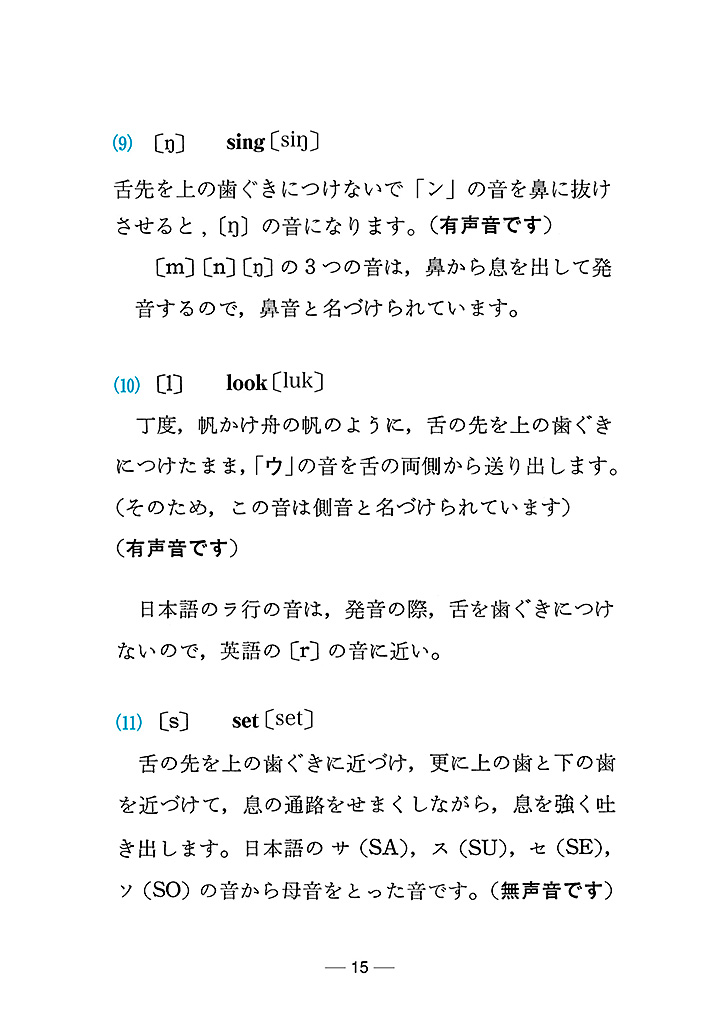 (9) 〔ŋ〕 sing〔siŋ〕
舌先を上の歯ぐきにつけないで「ン」の音を鼻に抜け
させると,〔ŋ〕の音になります。(有声音です)
〔m〕〔n〕〔ŋ〕の3つの音は,鼻から息を出して発
音するので,鼻音と名づけられています。
(10) 〔l〕 look〔luk〕
丁度,帆かけ舟の帆のように,舌の先を上の歯ぐき
につけたまま,「ウ」の音を舌の両側から送り出します。
(そのため,この音は側音と名づけられています)
(有声音です)
日本語のラ行の音は,発音の際,舌を歯ぐきにつけ
ないので,英語の〔r〕の音に近い。
(11) 〔s〕 set〔set〕
舌の先を上の歯ぐきに近づけ,更に上の歯と下の歯
を近づけて,息の通路をせまくしながら,息を強く吐
き出します。日本語のサ(SA),ス(SU),セ(SE),
ソ(SO)の音から母音をとった音です。(無声音です)
— 15 —